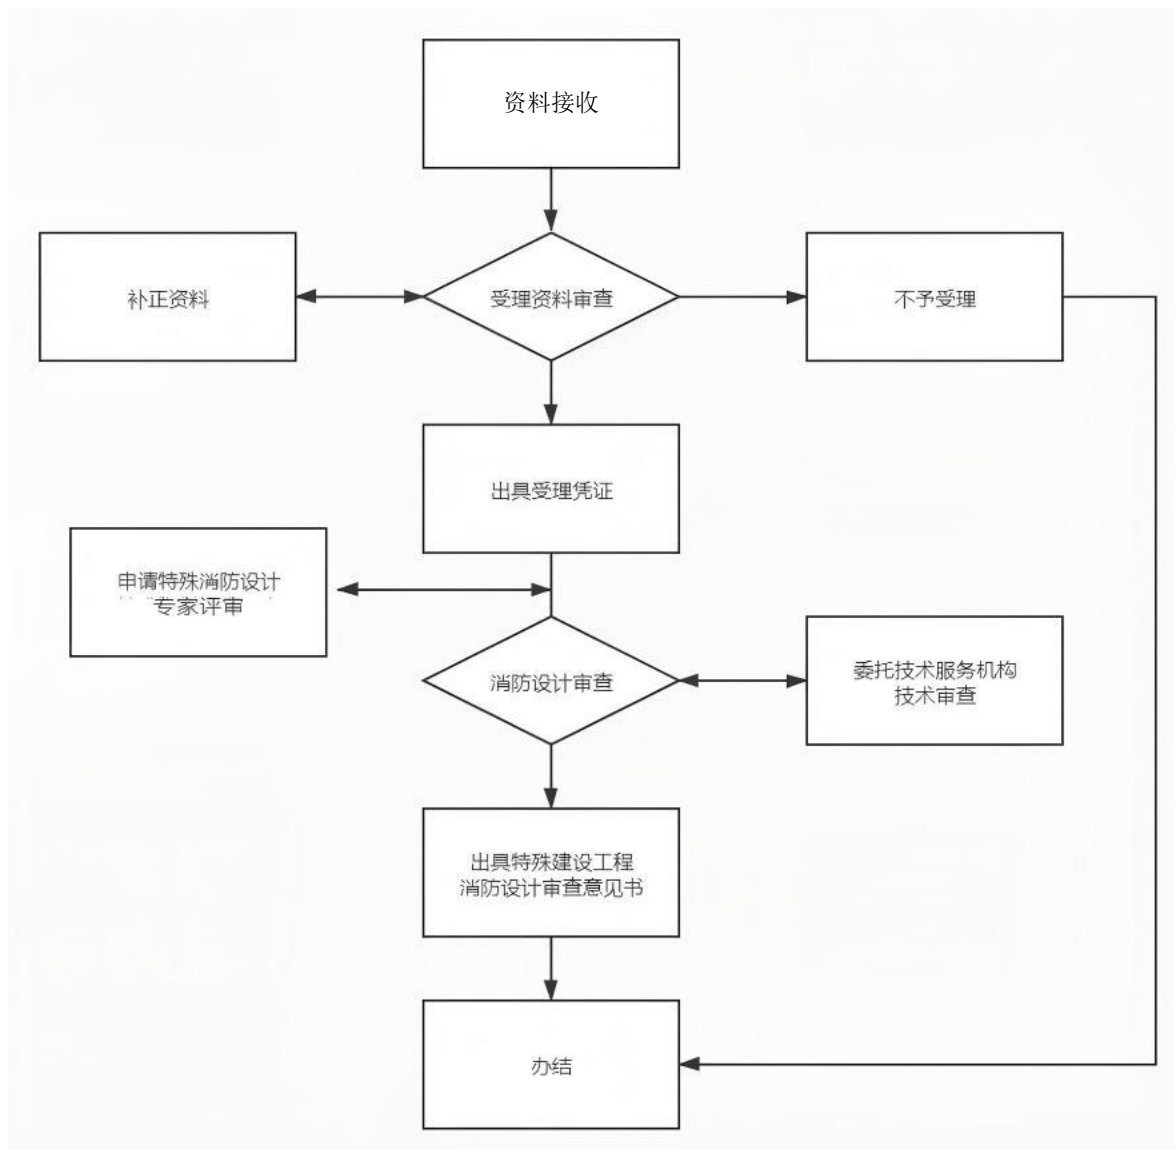 资料接收
补正资料
受理资料审查
不予受理
出具受理凭证
申请特殊消防设计
专家评审
消防设计审查
委托技术服务机构
技术审查
出具特殊建设工程
消防设计审查意见书
办结